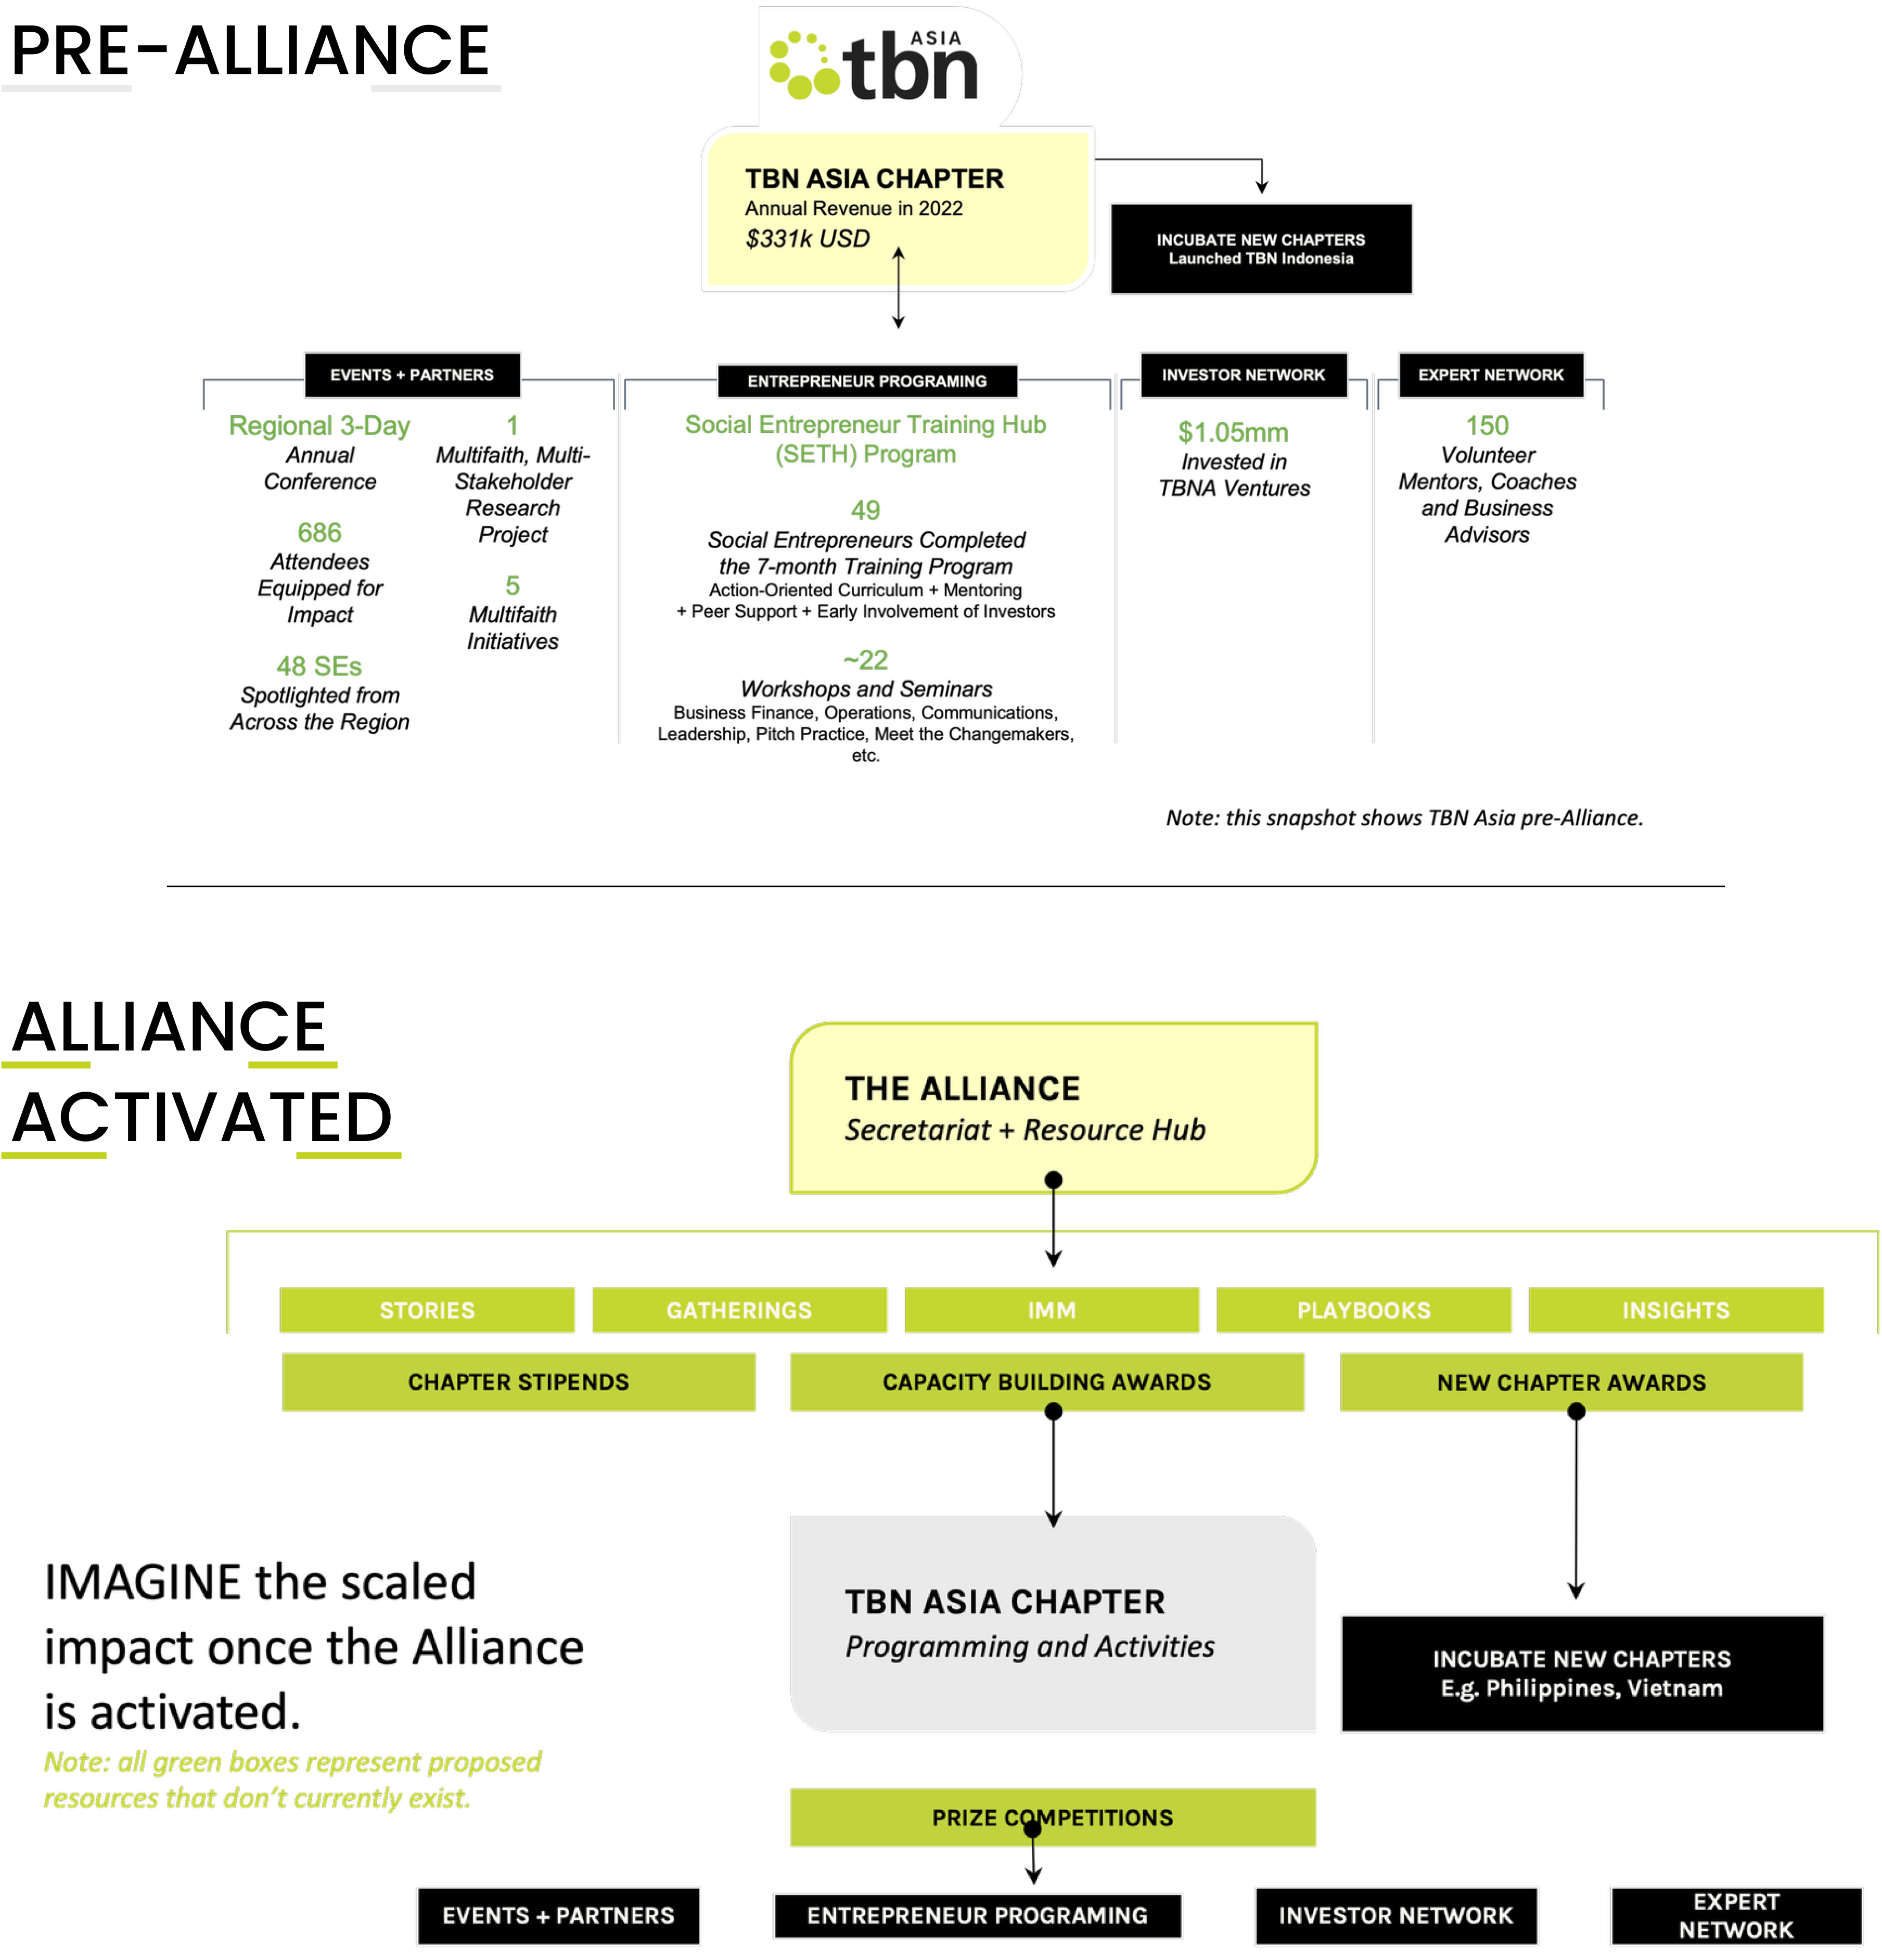 PRE-ALLIANCE
ASIA
tbn
TBN ASIA CHAPTER
Annual Revenue in 2022
$331k USD
INCUBATE NEW CHAPTERS
Launched TBN Indonesia
EVENTS + PARTNERS
Regional 3-Day
Annual
Conference
686
Attendees
Equipped for
Impact
48 SEs
Spotlighted from
Across the Region
1
Multifaith, Multi-
Stakeholder
Research
Project
5
Multifaith
Initiatives
ENTREPRENEUR PROGRAMING
Social Entrepreneur Training Hub
(SETH) Program
49
Social Entrepreneurs Completed
the 7-month Training Program
Action-Oriented Curriculum + Mentoring
+ Peer Support + Early Involvement of Investors
~22
Workshops and Seminars
Business Finance, Operations, Communications,
Leadership, Pitch Practice, Meet the Changemakers,
etc.
INVESTOR NETWORK
$1.05mm
Invested in
TBNA Ventures
EXPERT NETWORK
150
Volunteer
Mentors, Coaches
and Business
Advisors
Note: this snapshot shows TBN Asia pre-Alliance.
ALLIANCE
ACTIVATED
THE ALLIANCE
Secretariat + Resource Hub
STORIES
GATHERINGS
IMM
PLAYBOOKS
INSIGHTS
CHAPTER STIPENDS
CAPACITY BUILDING AWARDS
NEW CHAPTER AWARDS
IMAGINE the scaled
impact once the Alliance
is activated.
Note: all green boxes represent proposed
resources that don't currently exist.
TBN ASIA CHAPTER
Programming and Activities
INCUBATE NEW CHAPTERS
E.g. Philippines, Vietnam
PRIZE COMPETITIONS
EVENTS + PARTNERS
ENTREPRENEUR PROGRAMING
INVESTOR NETWORK
EXPERT
NETWORK